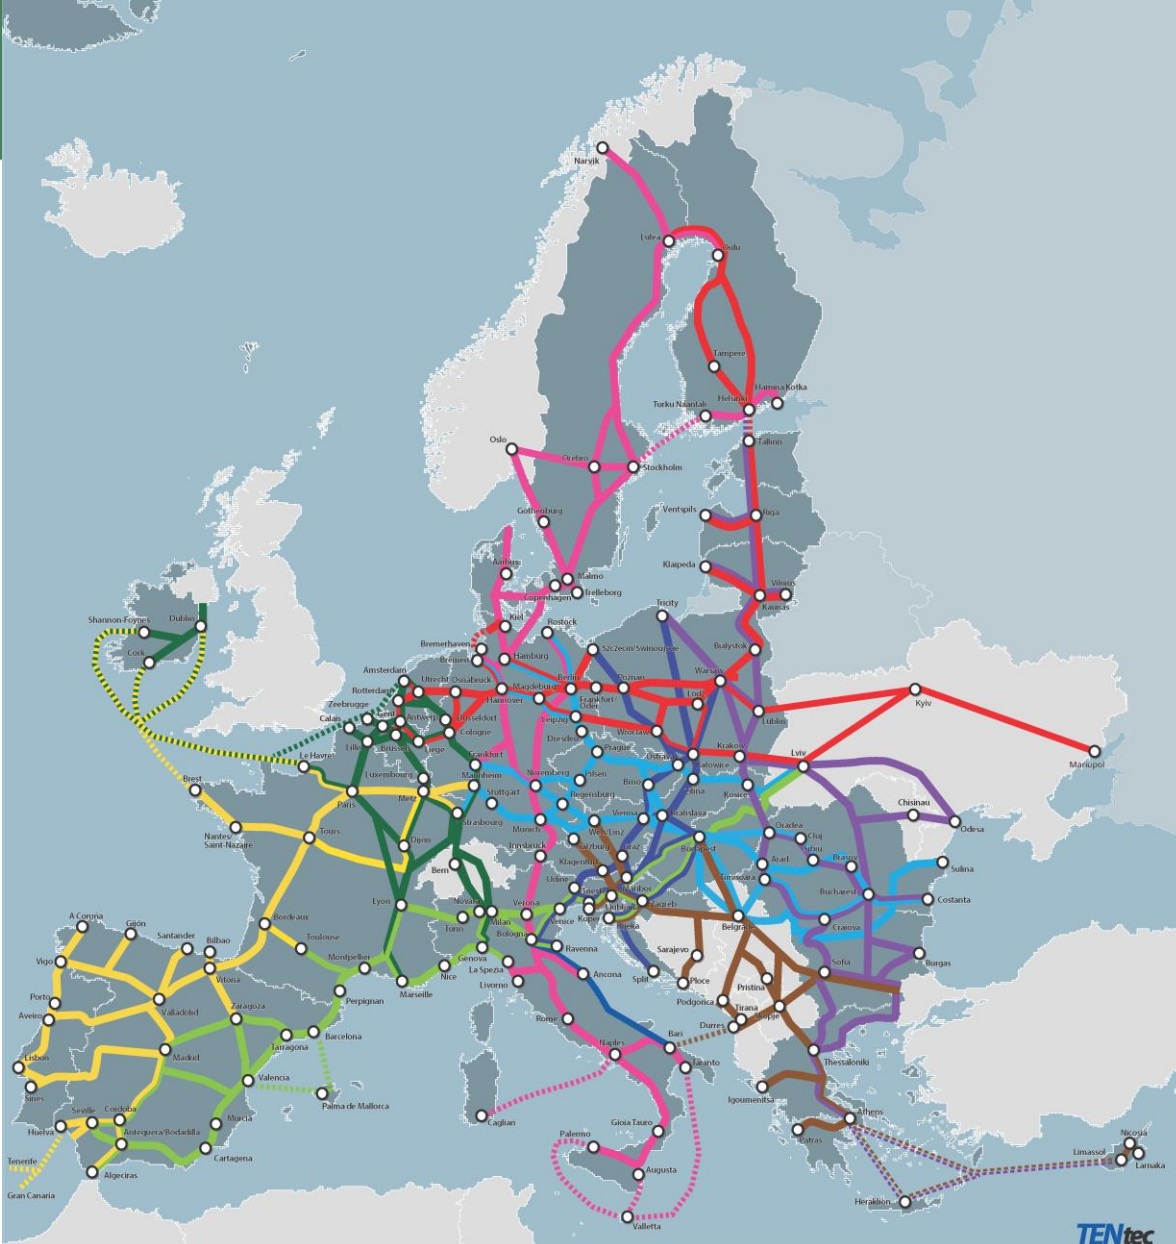 Narvik
Lulea
Oulu
Tampere
Hamina Kotka
Helsinki
Turku Naantali
Tallinn
Oslo
Orebro
Stockholm
Gothenburg
Ventspils
Riga
Aarhus
Malmo
Copenhagen
Trelleborg
Klaipeda
Vilnius
Kaunas
Tricity
Shannon-Foynes
Dublin
Cork
Kiel
Rostock
Bremerhaven
Bremen
Hamburg
Szczecin/Swinoujscie
Bialystok
Amsterdam
Utrecht
Osnabruck
Magdeburg
Berlin
Poznan
Warsaw
Rotterdam
Hannover
Frankfurt/
Oder
Lodz
Kyiv
Zeebrugge
Gent
Antwerp
Dusseldorf
Leipzig
Lublin
Calais
Cologne
Dresden
Wroclaw
Lille
Brussels
Liege
Prague
Ostrava
Katowice
Krakow
Lviv
Mariupol
Le Havre
Frankfurt
Luxembourg
Mannheim
Nuremberg
Pilsen
Brno
Zilina
Kosice
Brest
Paris
Metz
Stuttgart
Regensburg
Chisinau
Odesa
Strasbourg
Munich
Wels/Linz
Vienna
Bratislava
Nantes/
Saint-Nazaire
Tours
Dijon
Salzburg
Budapest
Oradea
Cluj
Innsbruck
Graz
Sibiu
Brasov
Bern
Klagenfurt
Arad
Timisoara
Sulina
Udine
Maribor
Bucharest
Costanta
Lyon
Novara
Milan
Verona
Venice
Trieste
Koper
Ljubljana
Zagreb
Rijeka
Belgrade
Craiova
A Coruna
Gijón
Santander
Bilbao
Bordeaux
Turin
Bologna
Ravenna
Toulouse
Genova
Sarajevo
Sofia
Burgas
Vigo
Vitoria
Montpellier
Nice
La Spezia
Livorno
Ancona
Split
Ploce
Pristina
Marseille
Perpignan
Podgorica
Porto
Zaragoza
Tirana
Skopje
Aveiro
Valladolid
Rome
Durres
Barcelona
Tarragona
Bari
Naples
Lisbon
Madrid
Taranto
Thessaloniki
Valencia
Sines
Palma de Mallorca
Igoumenitsa
Seville
Cordoba
Cagliari
Athens
Huelva
Murcia
Gioia Tauro
Patras
Antequera/Bodadilla
Palermo
Nicosia
Cartagena
Limassol
Larnaka
Tenerife
Algeciras
Augusta
Gran Canaria
Heraklion
Valletta
TENtec